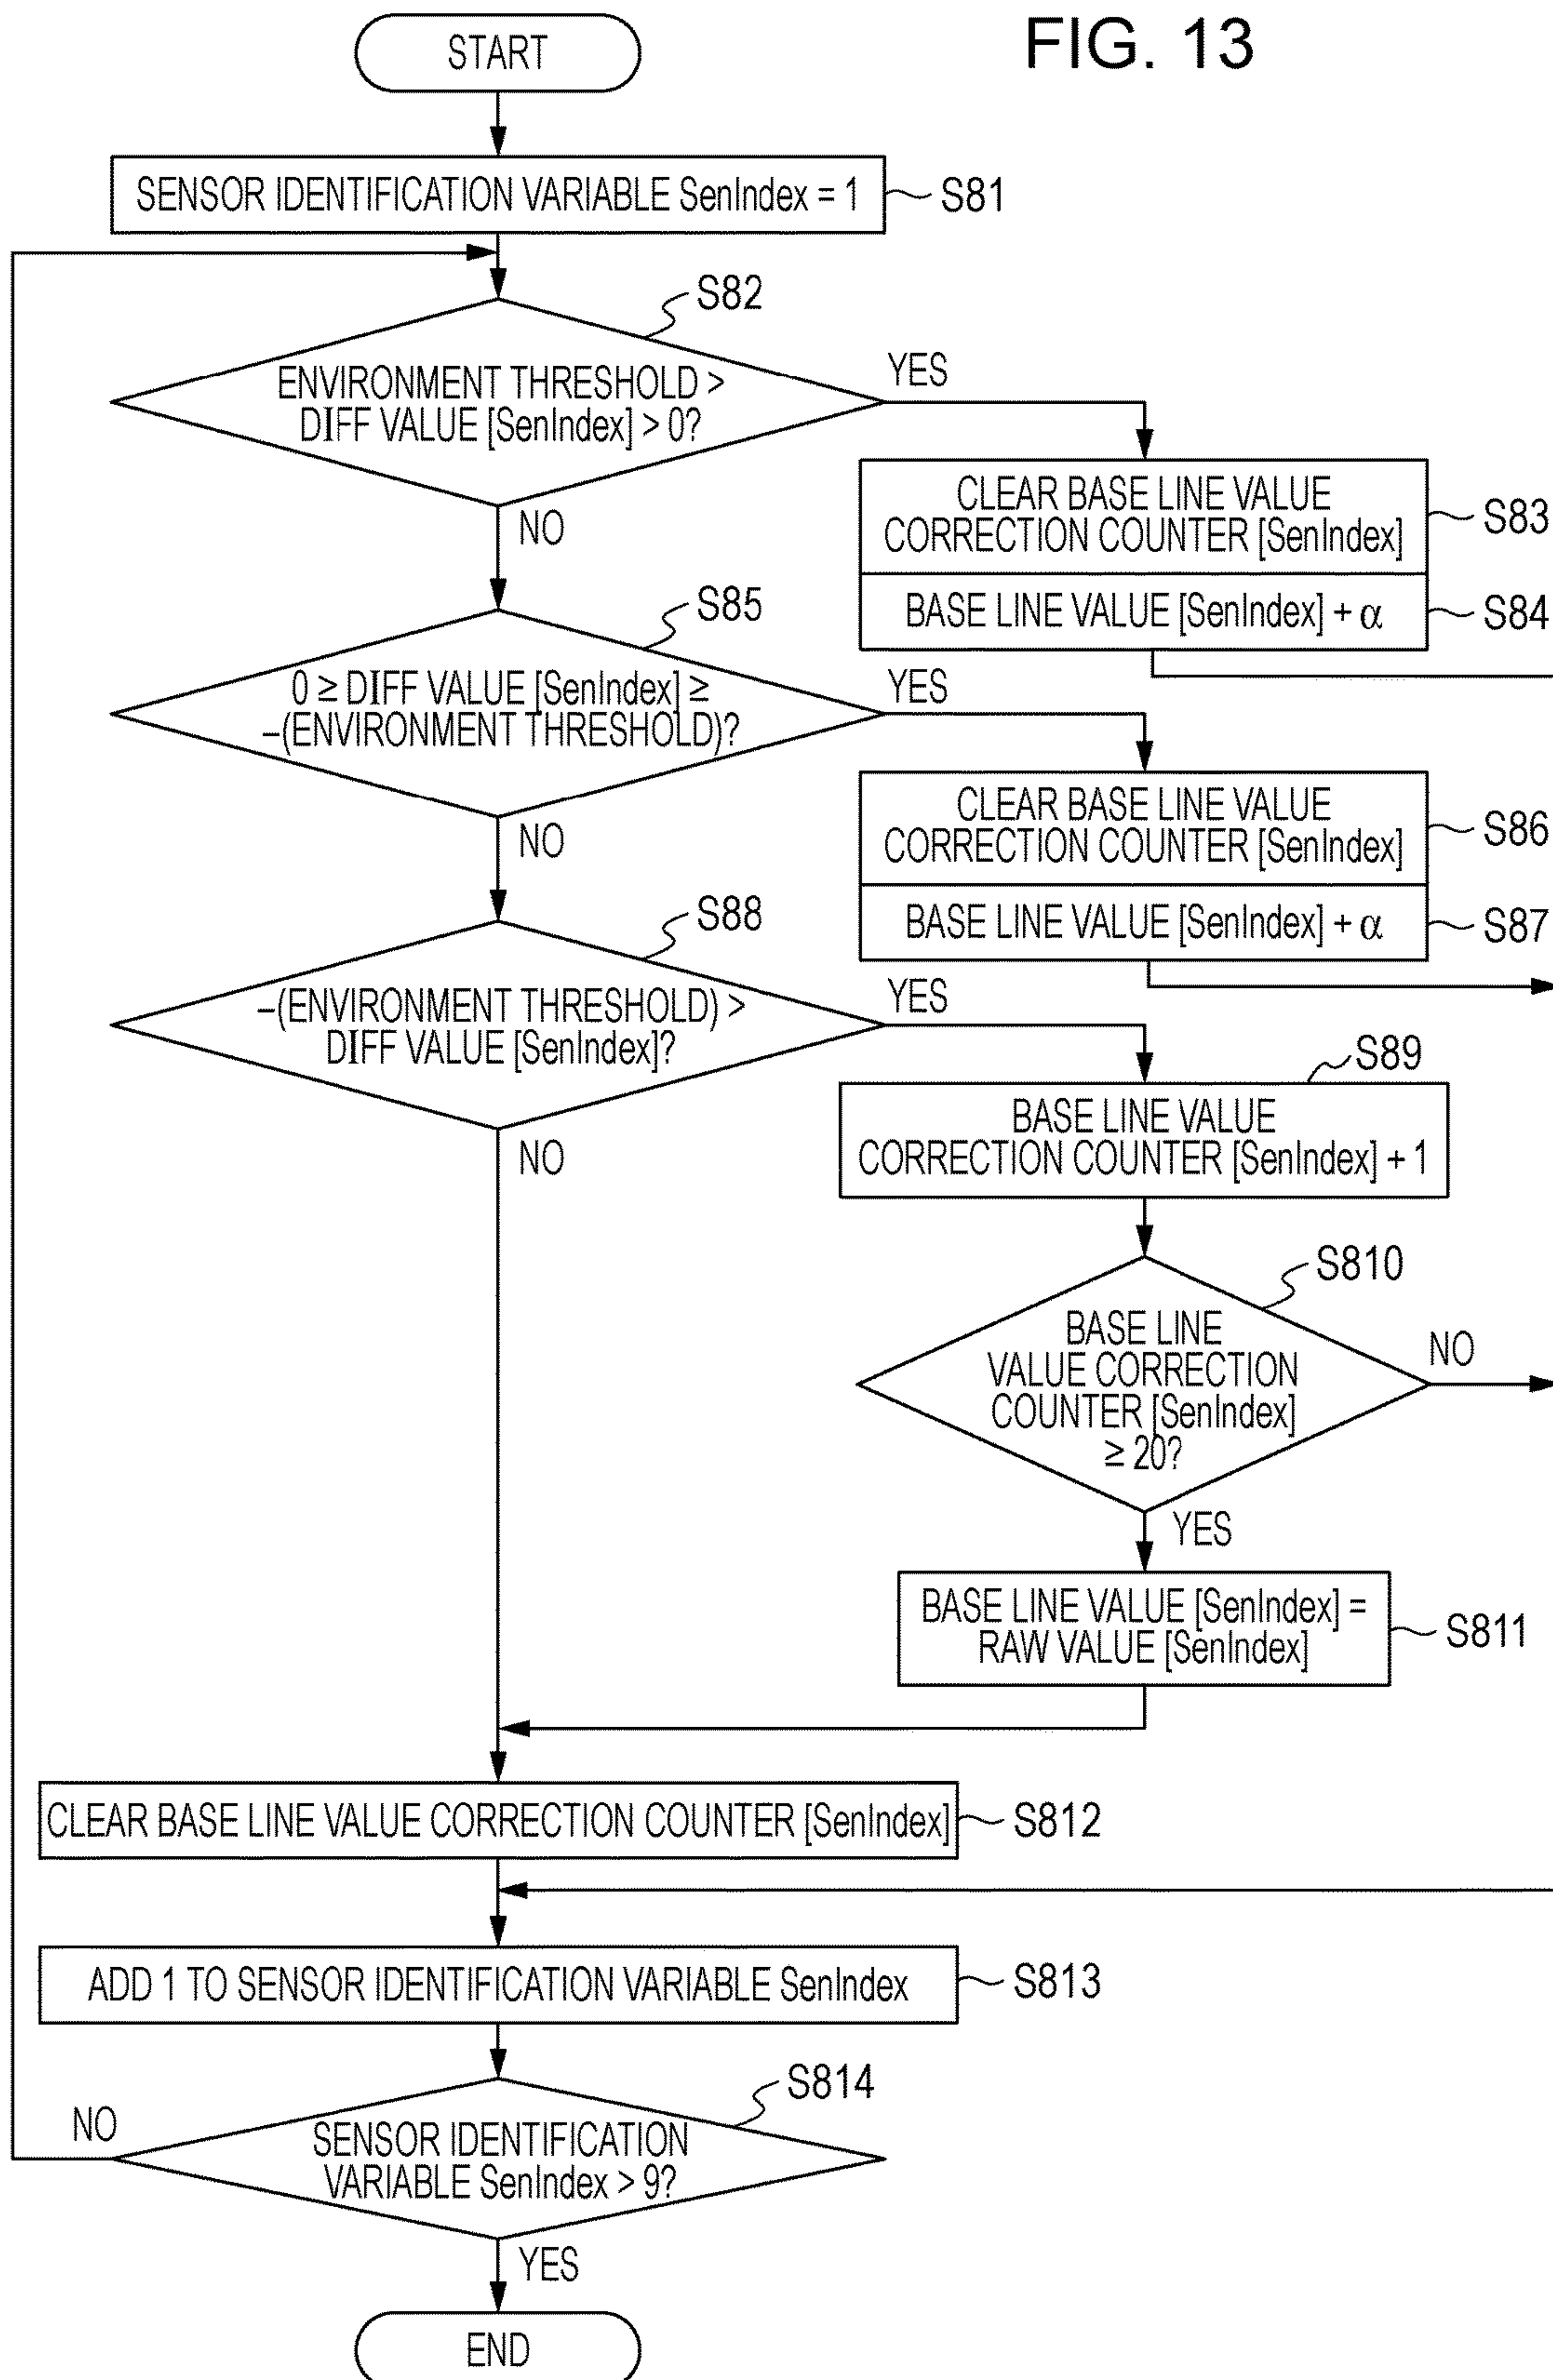 FIG. 13
START
SENSOR IDENTIFICATION VARIABLE SenIndex = 1
S81
S82
ENVIRONMENT THRESHOLD >
DIFF VALUE [SenIndex] > 0?
YES
NO
CLEAR BASE LINE VALUE
CORRECTION COUNTER [SenIndex]
S83
BASE LINE VALUE [SenIndex] + α
S84
S85
0 ≥ DIFF VALUE [SenIndex] ≥
–(ENVIRONMENT THRESHOLD)?
YES
NO
CLEAR BASE LINE VALUE
CORRECTION COUNTER [SenIndex]
S86
BASE LINE VALUE [SenIndex] + α
S87
S88
–(ENVIRONMENT THRESHOLD) >
DIFF VALUE [SenIndex]?
YES
NO
S89
BASE LINE VALUE
CORRECTION COUNTER [SenIndex] + 1
S810
BASE LINE
VALUE CORRECTION
COUNTER [SenIndex]
≥ 20?
NO
YES
BASE LINE VALUE [SenIndex] =
RAW VALUE [SenIndex]
S811
CLEAR BASE LINE VALUE CORRECTION COUNTER [SenIndex]
S812
ADD 1 TO SENSOR IDENTIFICATION VARIABLE SenIndex
S813
S814
NO
SENSOR IDENTIFICATION
VARIABLE SenIndex > 9?
YES
END